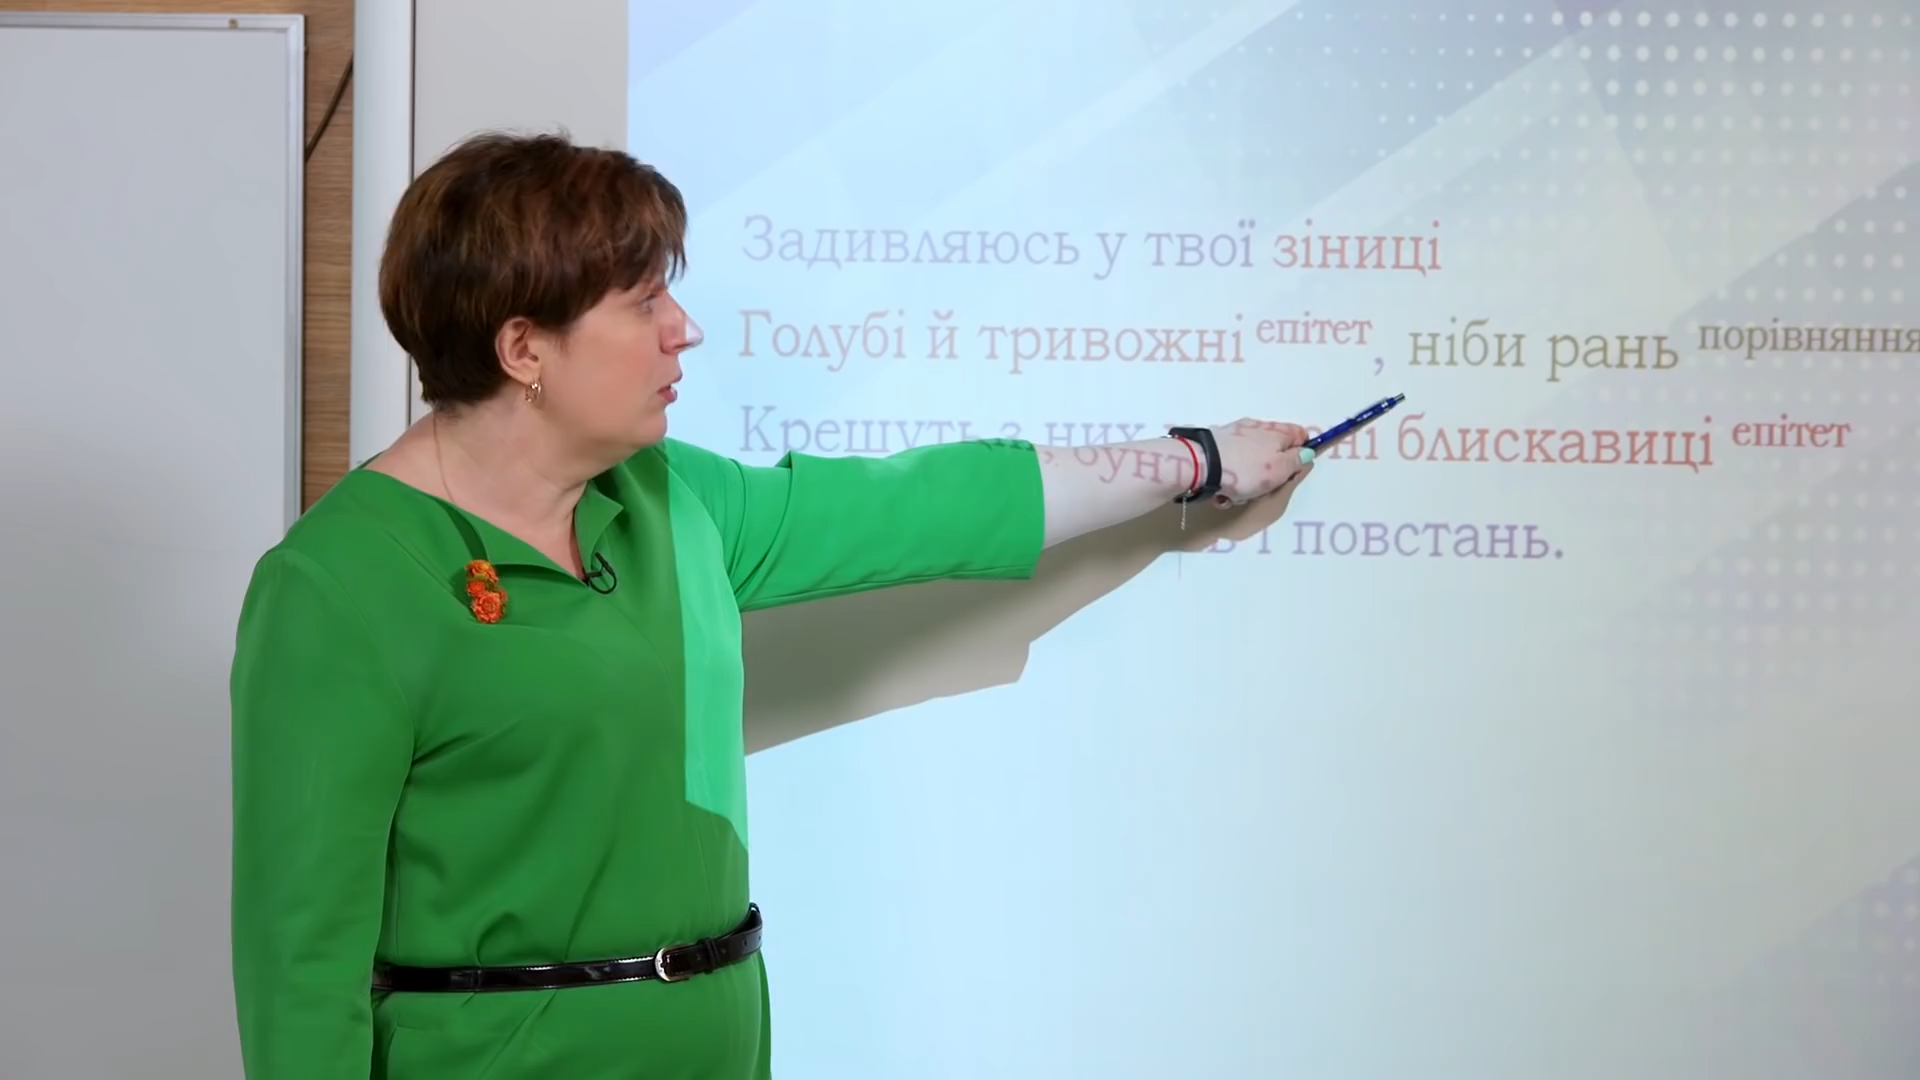 Задивляюсь у твої зіниці
Голубі й тривожні епітет, ніби рань порівняння
Крешуть з них блискавиці епітет
і повстань.